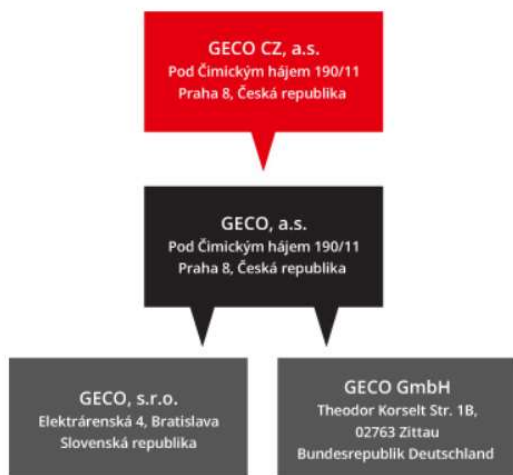 GECO CZ, a.s.
Pod Čimickým hájem 190/11
Praha 8, Česká republika
GECO, a.s.
Pod Čimickým hájem 190/11
Praha 8, Česká republika
GECO, s.r.o.
Elektrárenská 4, Bratislava
Slovenská republika
GECO GmbH
Theodor Korselt Str. 1B,
02763 Zittau
Bundesrepublik Deutschland